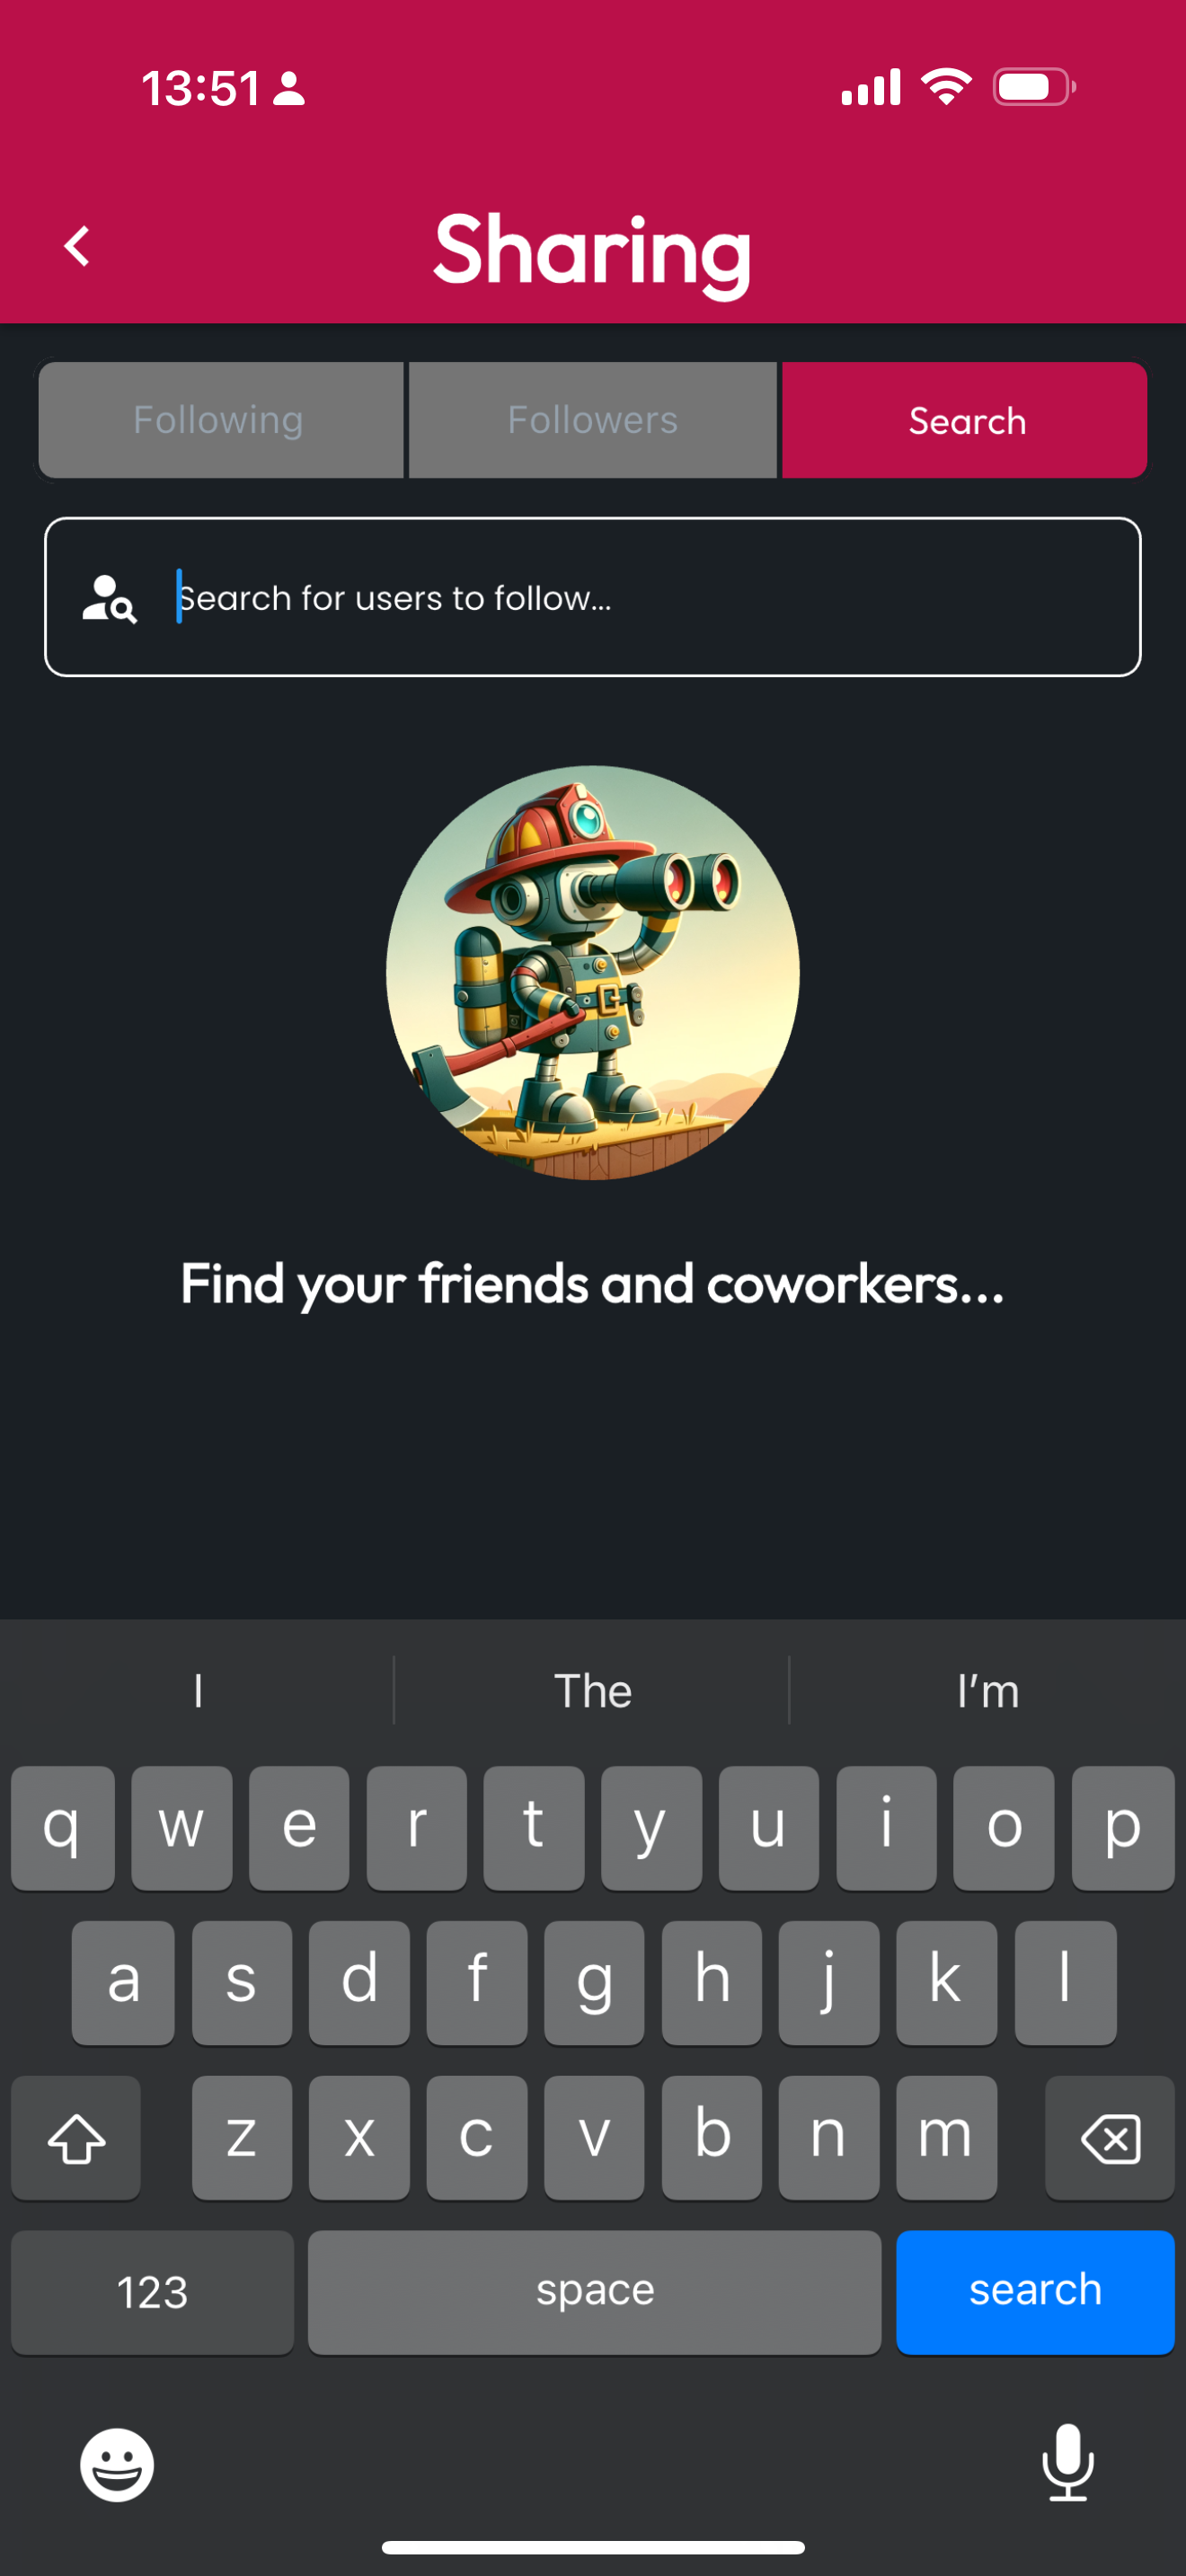 13:51
Sharing
Following Followers Search
Search for users to follow...
Find your friends and coworkers...
I The I'm
q w e r t y u i o p
a s d f g h j k l
z x c v b n m
123 space search